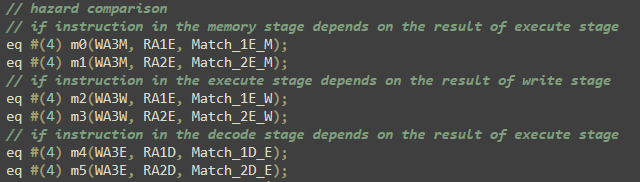 // hazard comparison
// if instruction in the memory stage depends on the result of execute stage
eq #(4) m0(WA3M, RA1E, Match_1E_M);
eq #(4) m1(WA3M, RA2E, Match_2E_M);
// if instruction in the execute stage depends on the result of write stage
eq #(4) m2(WA3W, RA1E, Match_1E_W);
eq #(4) m3(WA3W, RA2E, Match_2E_W);
// if instruction in the decode stage depends on the result of execute stage
eq #(4) m4(WA3E, RA1D, Match_1D_E);
eq #(4) m5(WA3E, RA2D, Match_2D_E);